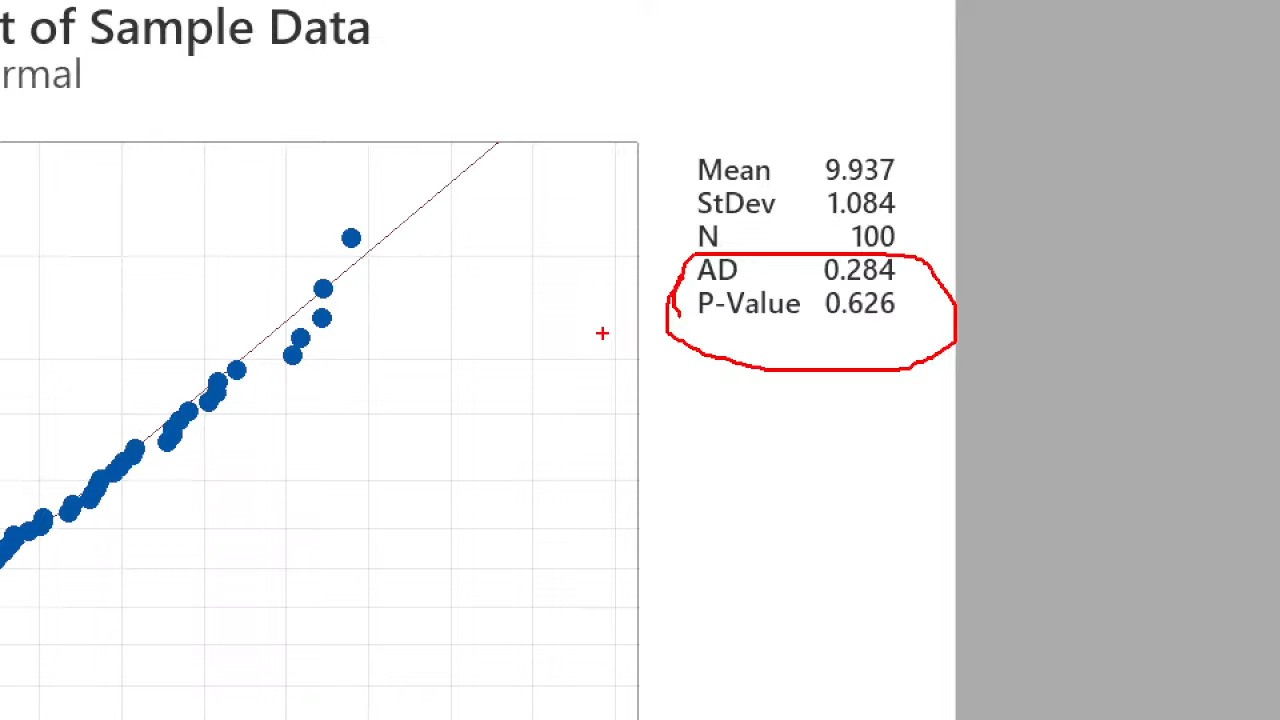 t of Sample Data
rmal
Mean 9.937
StDev 1.084
N 100
AD 0.284
P-Value 0.626